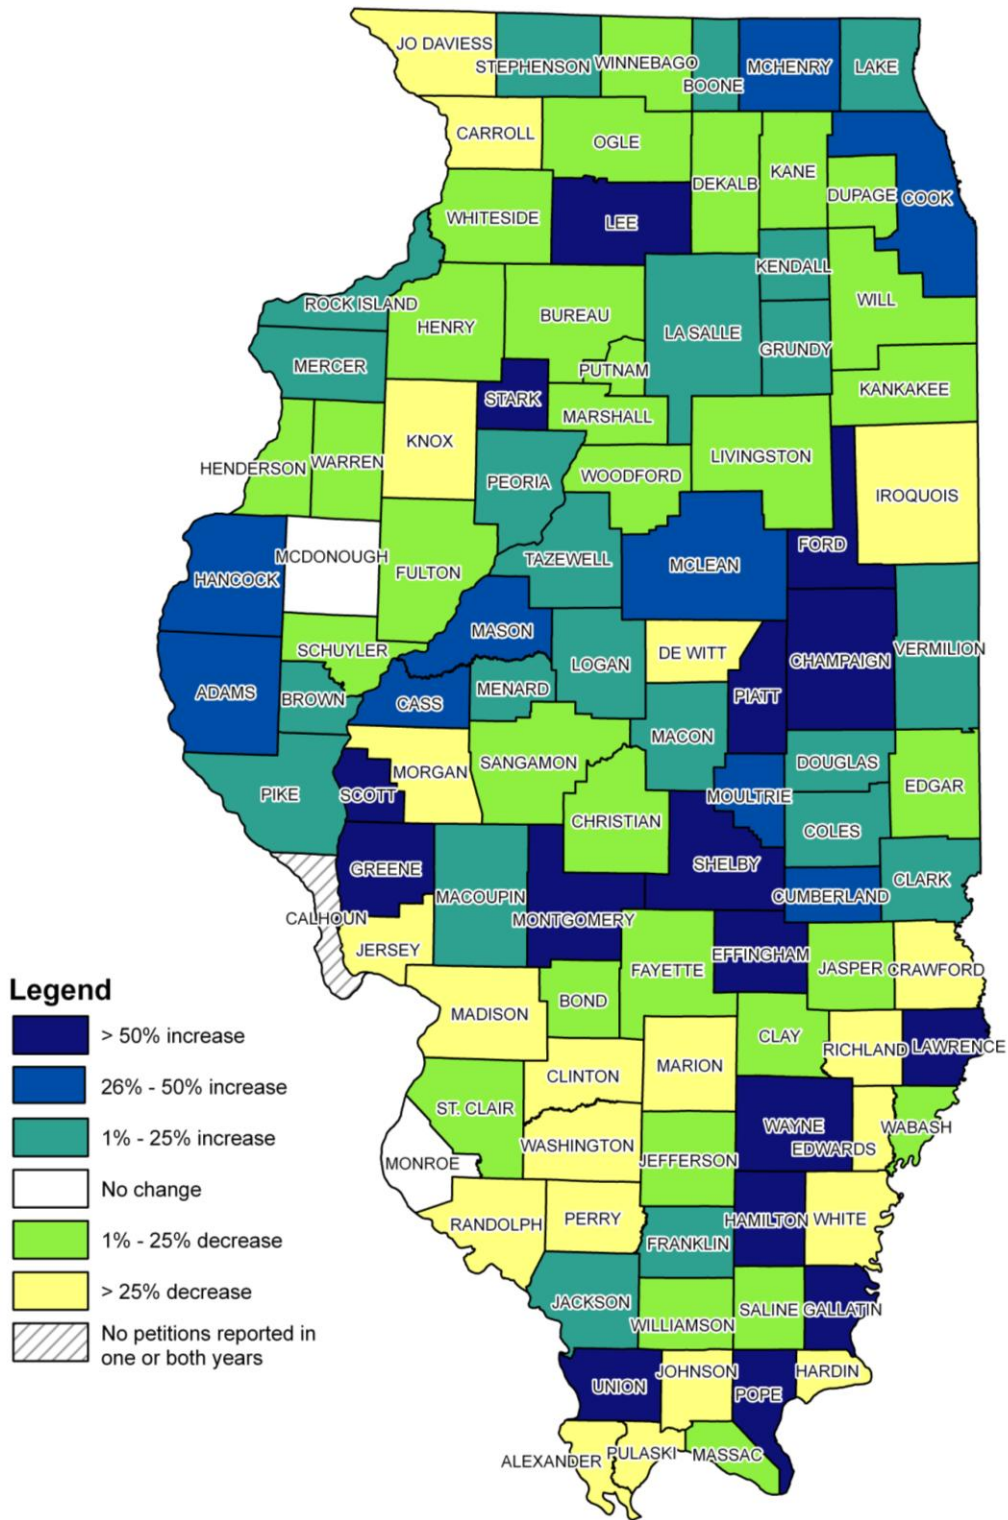 JO DAVIESS
STEPHENSON
WINNEBAGO
BOONE
MCHENRY
LAKE
CARROLL
OGLE
DEKALB
KANE
DUPAGE
COOK
WHITESIDE
LEE
KENDALL
ROCK ISLAND
HENRY
BUREAU
LA SALLE
GRUNDY
WILL
MERCER
PUTNAM
KANKAKEE
STARK
MARSHALL
KNOX
HENDERSON
WARREN
PEORIA
WOODFORD
LIVINGSTON
IROQUOIS
FORD
MCDONOUGH
HANCOCK
FULTON
TAZEWELL
MCLEAN
MASON
SCHUYLER
LOGAN
DE WITT
CHAMPAIGN
VERMILION
ADAMS
BROWN
CASS
MENARD
PIATT
MACON
DOUGLAS
SANGAMON
MORGAN
PIKE
SCOTT
MOULTRIE
EDGAR
CHRISTIAN
COLES
SHELBY
GREENE
CLARK
MACOUPIN
CUMBERLAND
CALHOUN
MONTGOMERY
JERSEY
EFFINGHAM
FAYETTE
JASPER
CRAWFORD
BOND
MADISON
CLAY
RICHLAND
LAWRENCE
MARION
CLINTON
ST. CLAIR
WAYNE
WABASH
WASHINGTON
EDWARDS
JEFFERSON
MONROE
RANDOLPH
PERRY
HAMILTON
WHITE
FRANKLIN
JACKSON
WILLIAMSON
SALINE
GALLATIN
UNION
JOHNSON
POPE
HARDIN
ALEXANDER
PULASKI
MASSAC
Legend
> 50% increase
26% - 50% increase
1% - 25% increase
No change
1% - 25% decrease
> 25% decrease
No petitions reported in
one or both years